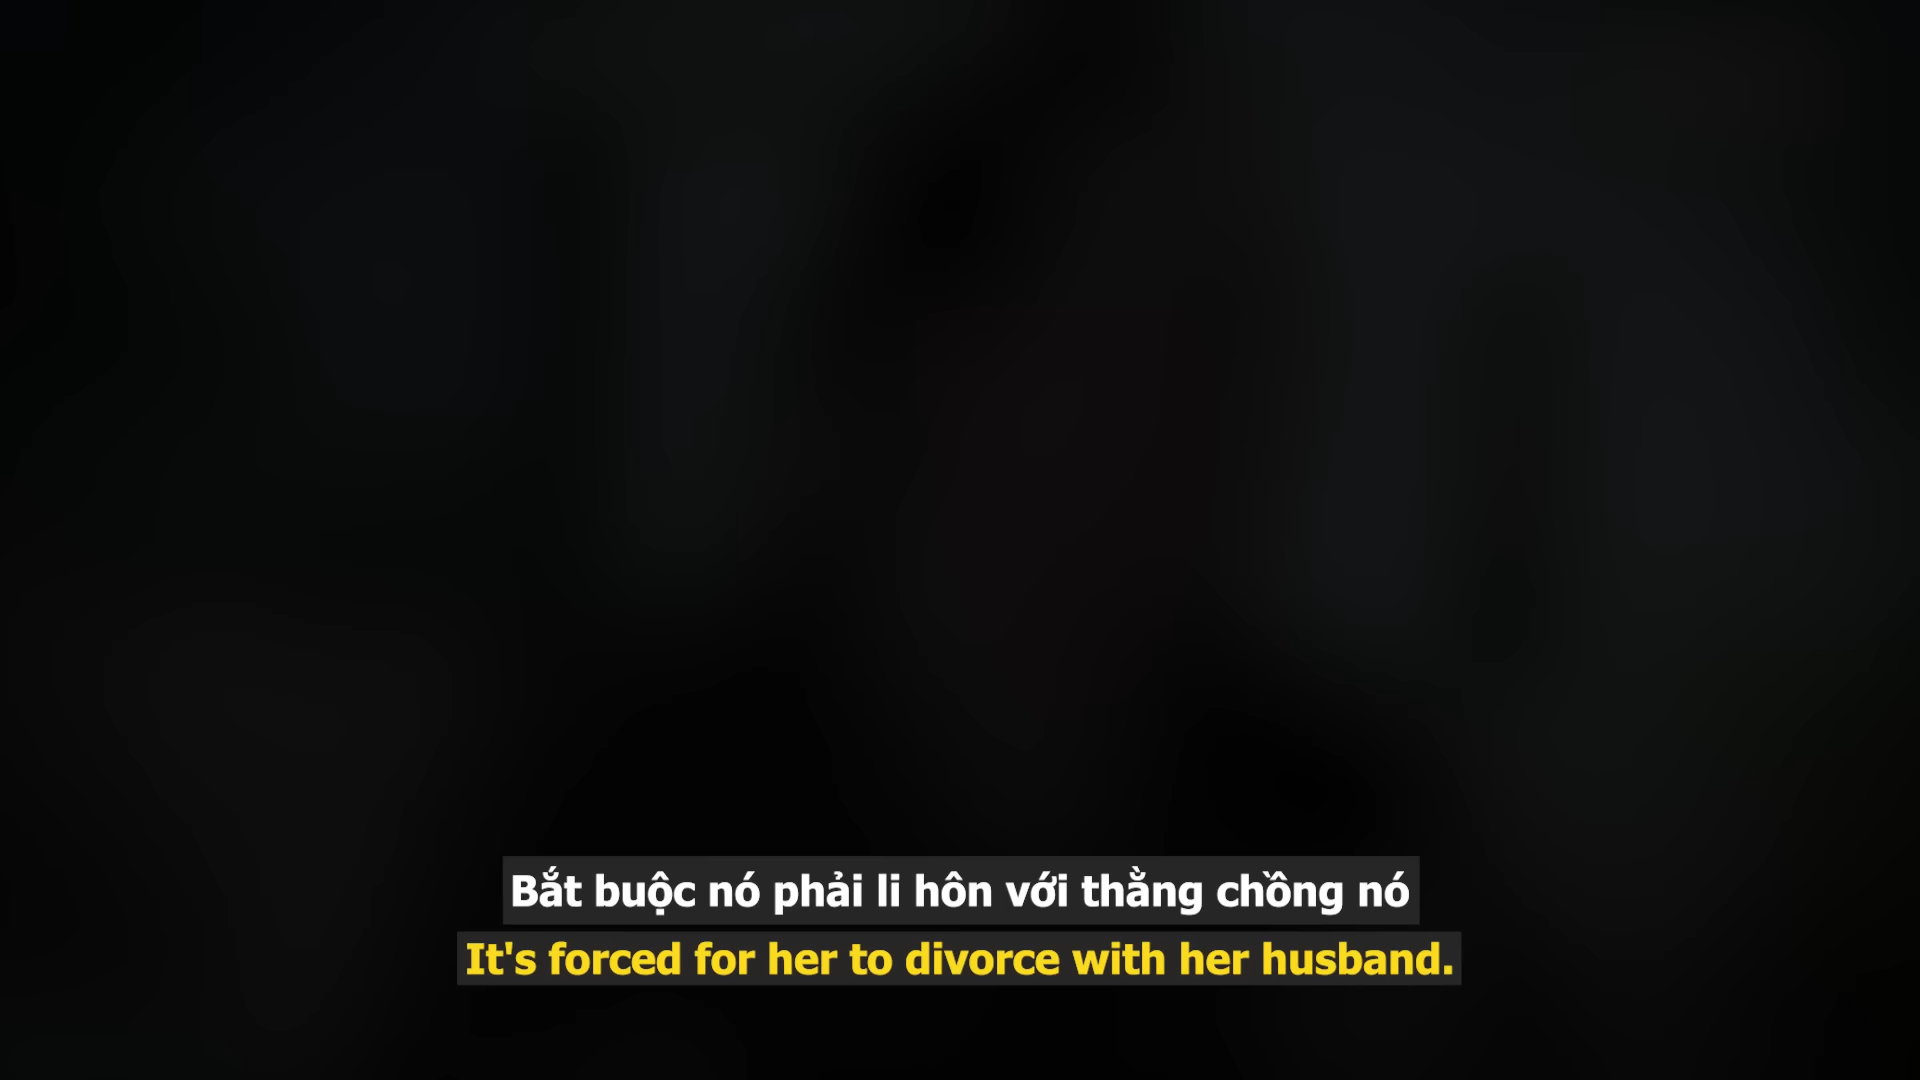 Bắt buộc nó phải li hôn với thằng chồng nó
It's forced for her to divorce with her husband.